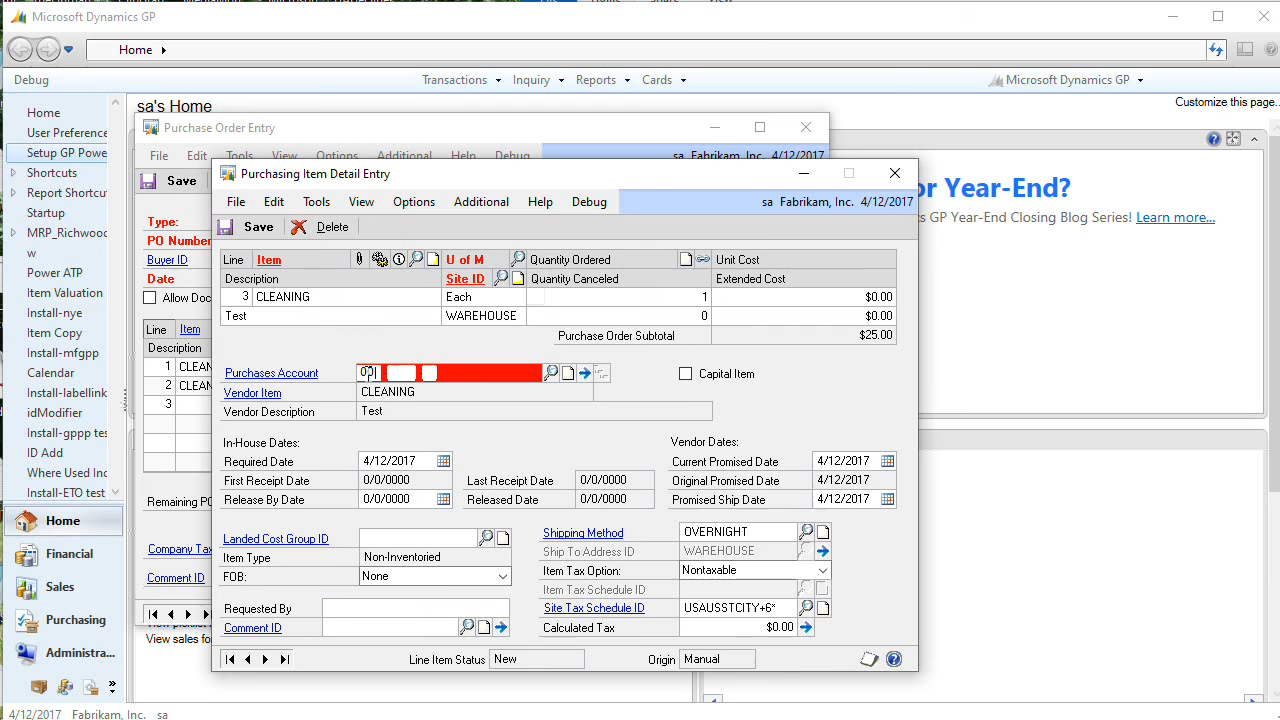 Microsoft Dynamics GP
Home
Debug
Transactions
Inquiry
Reports
Cards
Microsoft Dynamics GP
Home
User Preference
Setup GP Powe
Shortcuts
Report Shortcu
Startup
MRP_Richwood
w
Power ATP
Item Valuation
Install-nye
Item Copy
Install-mfgpp
Calendar
Install-labellink
idModifier
Install-gppp tes
ID Add
Where Used Ind
Install-ETO test
Home
Financial
Sales
Purchasing
Administra...
sa's Home
Customize this page...
or Year-End?
GP Year-End Closing Blog Series! Learn more...
Purchase Order Entry
File Edit Tools View Options Additional Help Debug
sa Fabrikam, Inc. 4/12/2017
Save
Type:
PO Number
Buyer ID
Date
Allow Doc
Line Item
Description
1 CLEANI
2 CLEANI
3
Remaining PO
Company Tax
Comment ID
View sales fo
Purchasing Item Detail Entry
File Edit Tools View Options Additional Help Debug
sa Fabrikam, Inc. 4/12/2017
Save Delete
Line Item U of M Quantity Ordered Unit Cost
Description Site ID Quantity Canceled Extended Cost
3 CLEANING Each 1 $0.00
Test WAREHOUSE 0 $0.00
Purchase Order Subtotal $25.00
Purchases Account
Capital Item
Vendor Item CLEANING
Vendor Description Test
In-House Dates:
Vendor Dates:
Required Date 4/12/2017
Current Promised Date 4/12/2017
First Receipt Date 0/0/0000 Last Receipt Date 0/0/0000
Original Promised Date 4/12/2017
Release By Date 0/0/0000 Released Date 0/0/0000
Promised Ship Date 4/12/2017
Landed Cost Group ID
Shipping Method OVERNIGHT
Item Type Non-Inventoried
Ship To Address ID WAREHOUSE
FOB: None
Item Tax Option: Nontaxable
Item Tax Schedule ID
Requested By
Site Tax Schedule ID USAUSSTCITY+6*
Comment ID
Calculated Tax $0.00
Line Item Status New
Origin Manual
4/12/2017 Fabrikam, Inc. sa